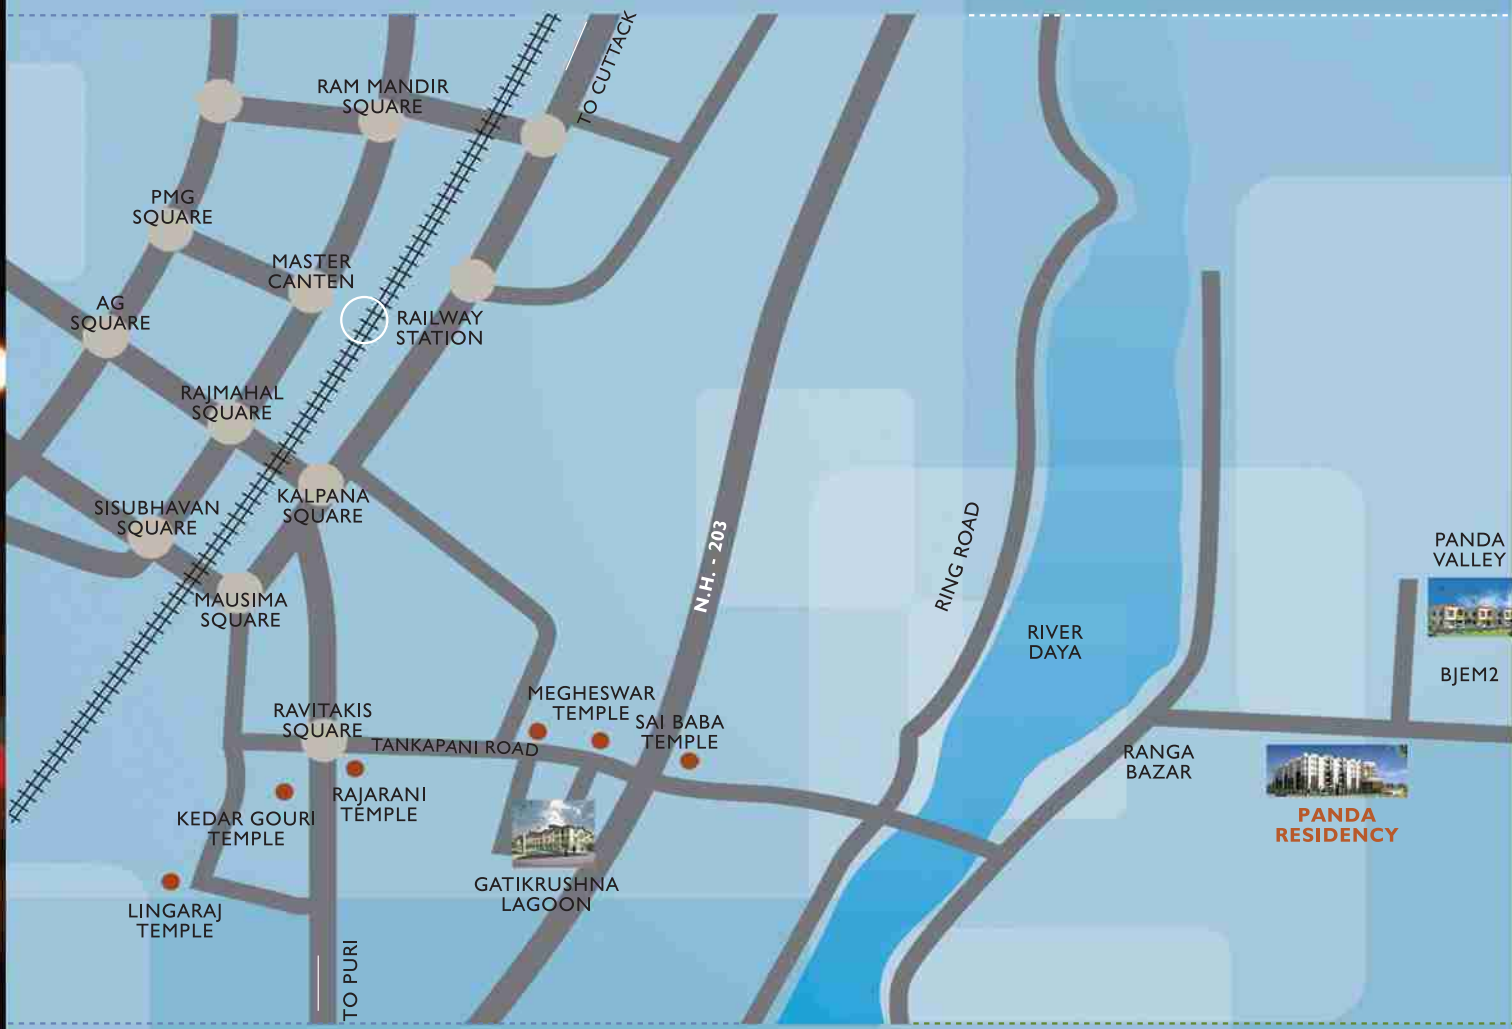 TO CUTTACK
RAM MANDIR
SQUARE
PMG
SQUARE
MASTER
CANTEN
AG
SQUARE
RAILWAY
STATION
RAJMAHAL
SQUARE
KALPANA
SQUARE
SISUBHAVAN
SQUARE
MAUSIMA
SQUARE
N.H. - 203
RING ROAD
RIVER
DAYA
PANDA
VALLEY
BJEM2
MEGHESWAR
TEMPLE
SAI BABA
TEMPLE
RAVITAKIS
SQUARE
TANKAPANI ROAD
RANGA
BAZAR
RAJARANI
TEMPLE
KEDAR GOURI
TEMPLE
PANDA
RESIDENCY
GATIKRUSHNA
LAGOON
LINGARAJ
TEMPLE
TO PURI